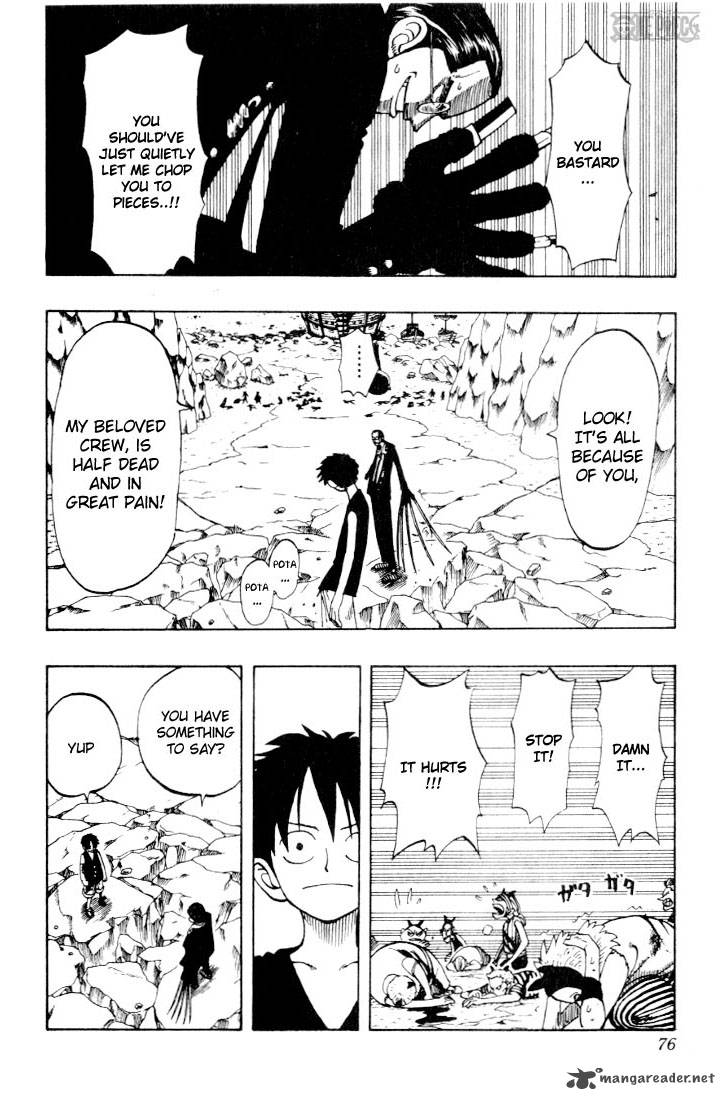 ONE PIECE
YOU
BASTARD
...
YOU
SHOULD'VE
JUST QUIETLY
LET ME CHOP
YOU TO
PIECES..!!
......
LOOK!
IT'S ALL
BECAUSE
OF YOU,
MY BELOVED
CREW, IS
HALF DEAD
AND IN
GREAT PAIN!
POTA
...
POTA
...
DAMN
IT...
STOP
IT!
IT HURTS
!!!
ガタ
ガタ
YOU HAVE
SOMETHING
TO SAY?
YUP
76
mangareader.net